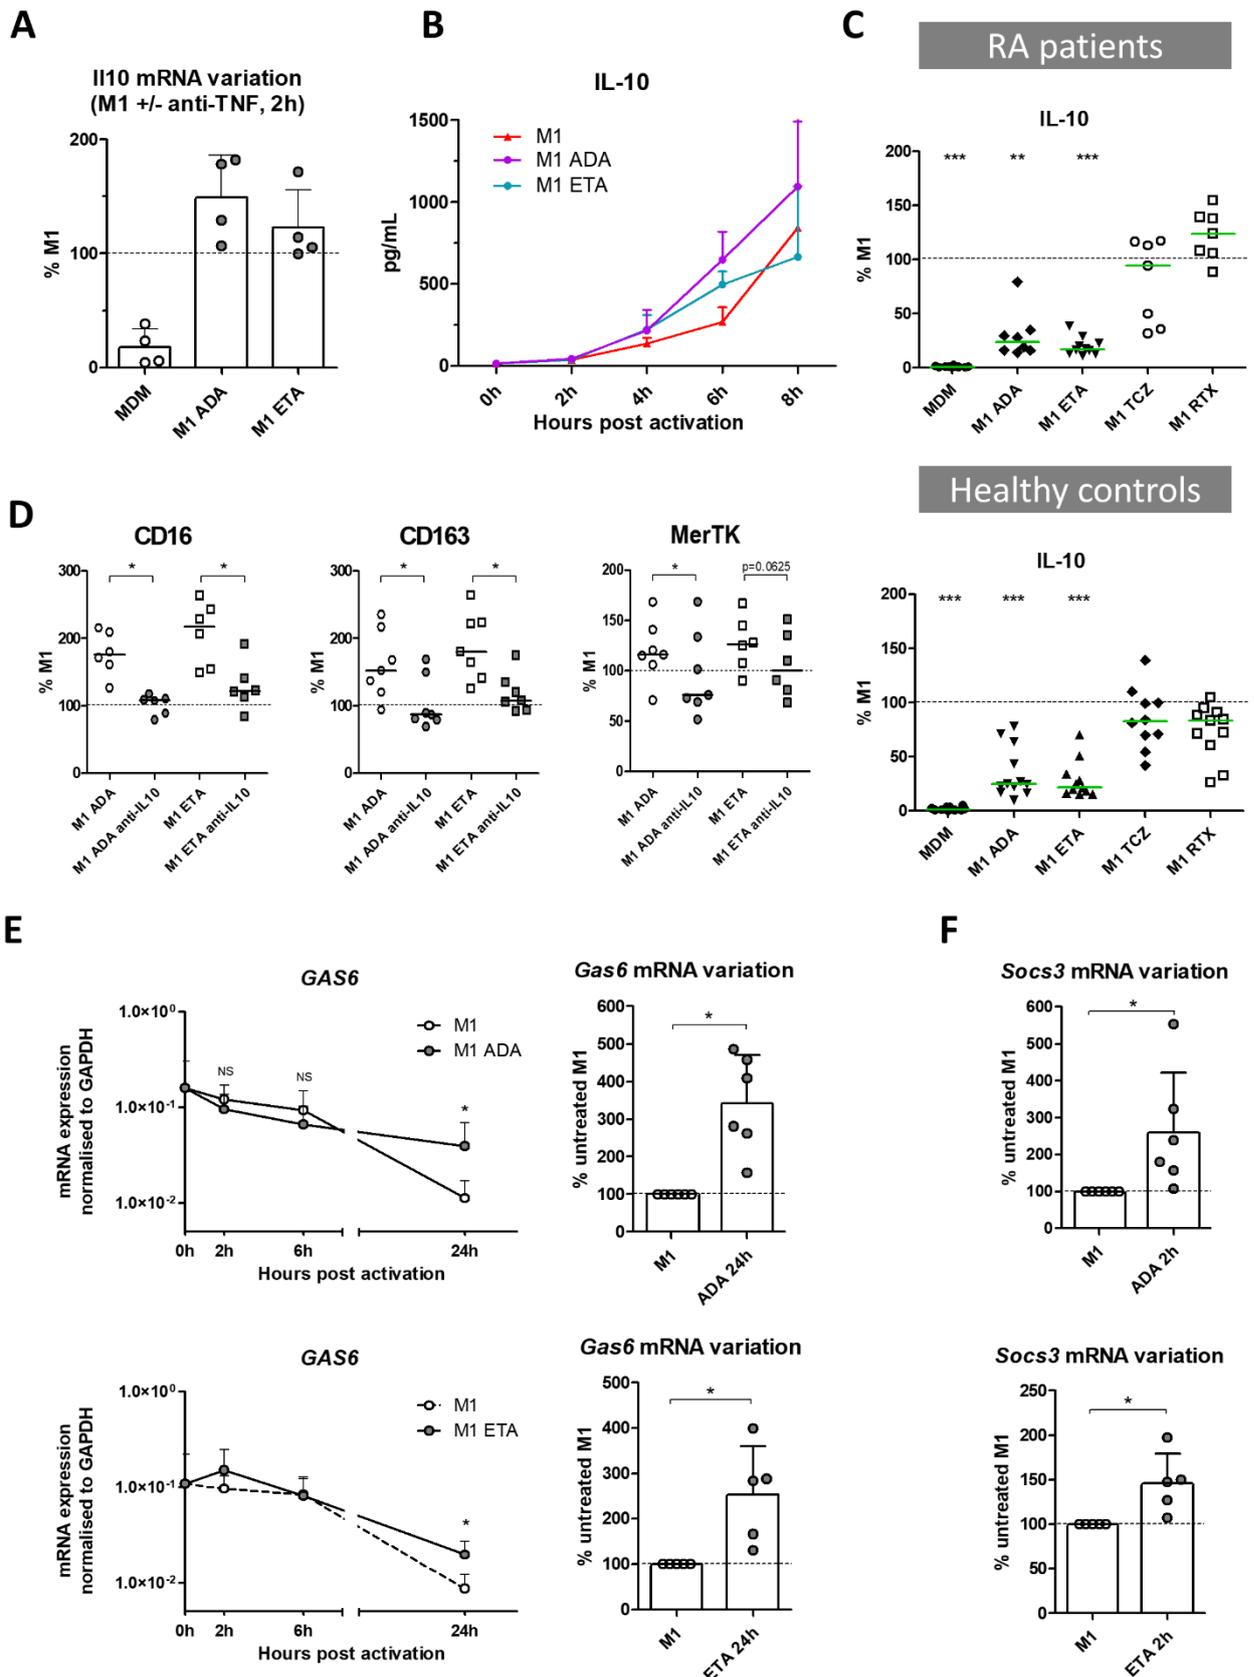 A
Il10 mRNA variation
(M1 +/- anti-TNF, 2h)
% M1
200
100
0
MDM
M1 ADA
M1 ETA
B
IL-10
pg/mL
1500
1000
500
0
M1
M1 ADA
M1 ETA
0h 2h 4h 6h 8h
Hours post activation
C
RA patients
IL-10
% M1
200
150
100
50
0
*** ** ***
MDM
M1 ADA
M1 ETA
M1 TCZ
M1 RTX
Healthy controls
IL-10
% M1
200
150
100
50
0
*** *** ***
MDM
M1 ADA
M1 ETA
M1 TCZ
M1 RTX
D
CD16
% M1
300
200
100
0
* *
M1 ADA
M1 ADA anti-IL10
M1 ETA
M1 ETA anti-IL10
CD163
% M1
300
200
100
0
* *
M1 ADA
M1 ADA anti-IL10
M1 ETA
M1 ETA anti-IL10
MerTK
% M1
200
150
100
50
0
* p=0.0625
M1 ADA
M1 ADA anti-IL10
M1 ETA
M1 ETA anti-IL10
E
GAS6
mRNA expression
normalised to GAPDH
1.0×10⁰
1.0×10⁻¹
1.0×10⁻²
M1
M1 ADA
NS NS *
0h 2h 6h 24h
Hours post activation
Gas6 mRNA variation
% untreated M1
600
500
400
300
200
100
0
*
M1
ADA 24h
GAS6
mRNA expression
normalised to GAPDH
1.0×10⁰
1.0×10⁻¹
1.0×10⁻²
M1
M1 ETA
*
0h 2h 6h 24h
Hours post activation
Gas6 mRNA variation
% untreated M1
500
400
300
200
100
0
*
M1
ETA 24h
F
Socs3 mRNA variation
% untreated M1
600
500
400
300
200
100
0
*
M1
ADA 2h
Socs3 mRNA variation
% untreated M1
250
200
150
100
50
0
*
M1
ETA 2h